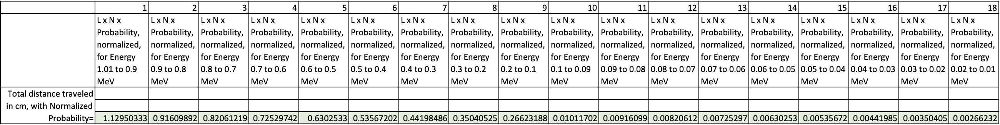 1 2 3 4 5 6 7 8 9 10 11 12 13 14 15 16 17 18
L x N x L x N x L x N x L x N x L x N x L x N x L x N x L x N x L x N x L x N x L x N x L x N x L x N x L x N x L x N x L x N x L x N x L x N x
Probability, Probability, Probability, Probability, Probability, Probability, Probability, Probability, Probability, Probability, Probability, Probability, Probability, Probability, Probability, Probability, Probability, Probability,
normalized, normalized, normalized, normalized, normalized, normalized, normalized, normalized, normalized, normalized, normalized, normalized, normalized, normalized, normalized, normalized, normalized, normalized,
for Energy for Energy for Energy for Energy for Energy for Energy for Energy for Energy for Energy for Energy for Energy for Energy for Energy for Energy for Energy for Energy for Energy for Energy
1.01 to 0.9 0.9 to 0.8 0.8 to 0.7 0.7 to 0.6 0.6 to 0.5 0.5 to 0.4 0.4 to 0.3 0.3 to 0.2 0.2 to 0.1 0.1 to 0.09 0.09 to 0.08 0.08 to 0.07 0.07 to 0.06 0.06 to 0.05 0.05 to 0.04 0.04 to 0.03 0.03 to 0.02 0.02 to 0.01
MeV MeV MeV MeV MeV MeV MeV MeV MeV MeV MeV MeV MeV MeV MeV MeV MeV MeV
Total distance traveled
in cm, with Normalized
Probability= 1.12950333 0.91609892 0.82061219 0.72529742 0.6302533 0.53567202 0.44198486 0.35040525 0.26623188 0.01011702 0.00916099 0.00820612 0.00725297 0.00630253 0.00535672 0.00441985 0.00350405 0.00266232